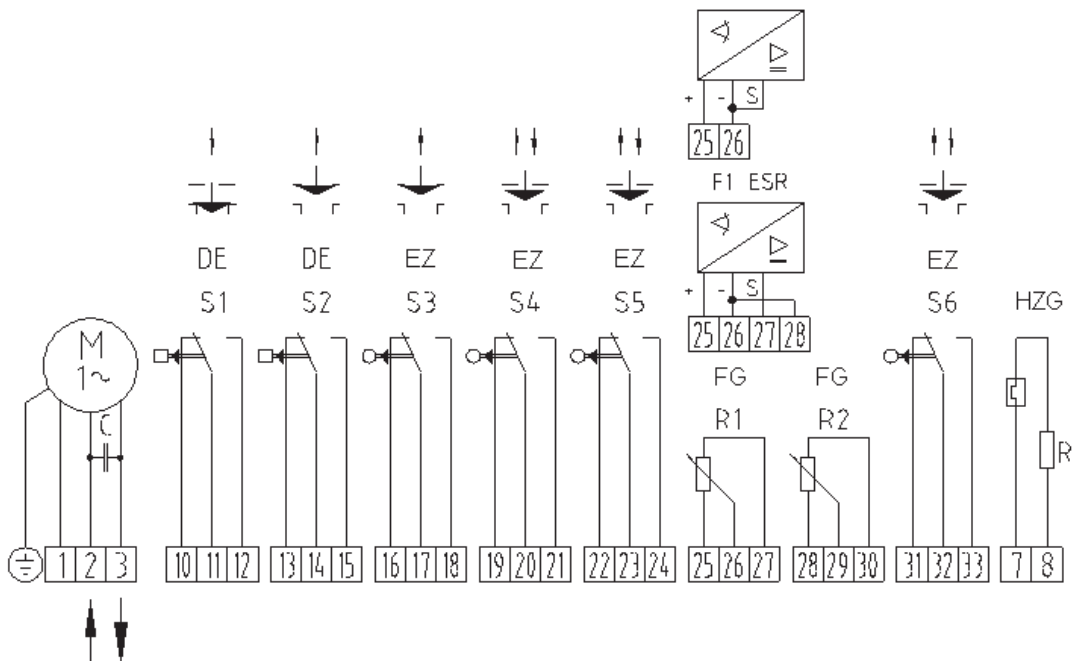 + - S
25 26
F1 ESR
DE DE EZ EZ EZ EZ
S1 S2 S3 S4 S5 + - S S6 HZG
25 26 27 28
M
1~
FG FG
C
R1 R2
R
1 2 3 10 11 12 13 14 15 16 17 18 19 20 21 22 23 24 25 26 27 28 29 30 31 32 33 7 8